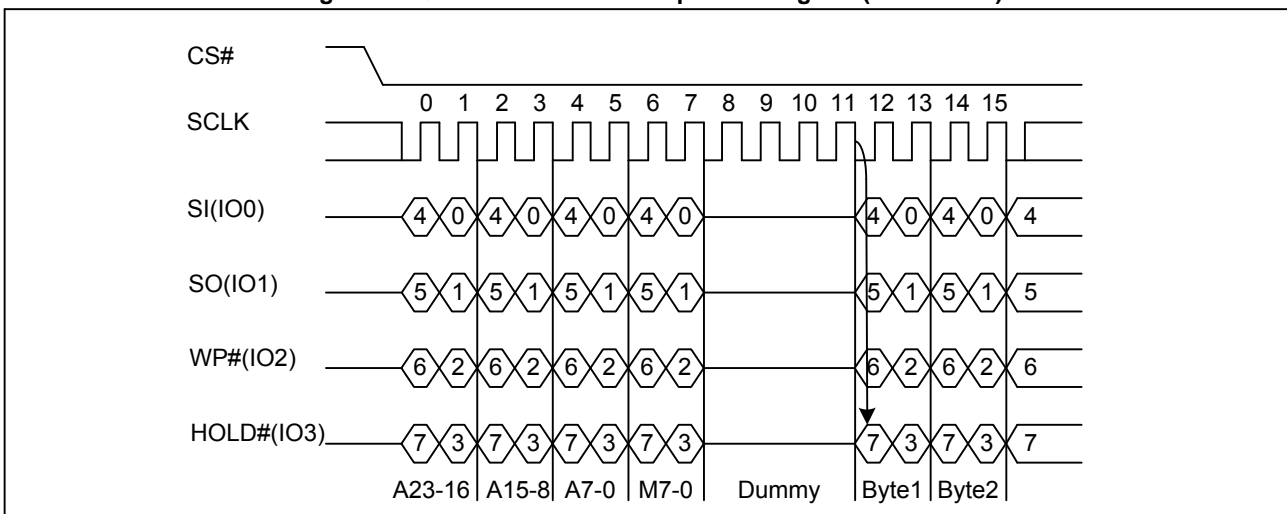 CS#
0 1 2 3 4 5 6 7 8 9 10 11 12 13 14 15
SCLK
SI(IO0) 4 0 4 0 4 0 4 0 4 0 4 0 4
SO(IO1) 5 1 5 1 5 1 5 1 5 1 5 1 5
WP#(IO2) 6 2 6 2 6 2 6 2 6 2 6 2 6
HOLD#(IO3) 7 3 7 3 7 3 7 3 7 3 7 3 7
A23-16 A15-8 A7-0 M7-0 Dummy Byte1 Byte2